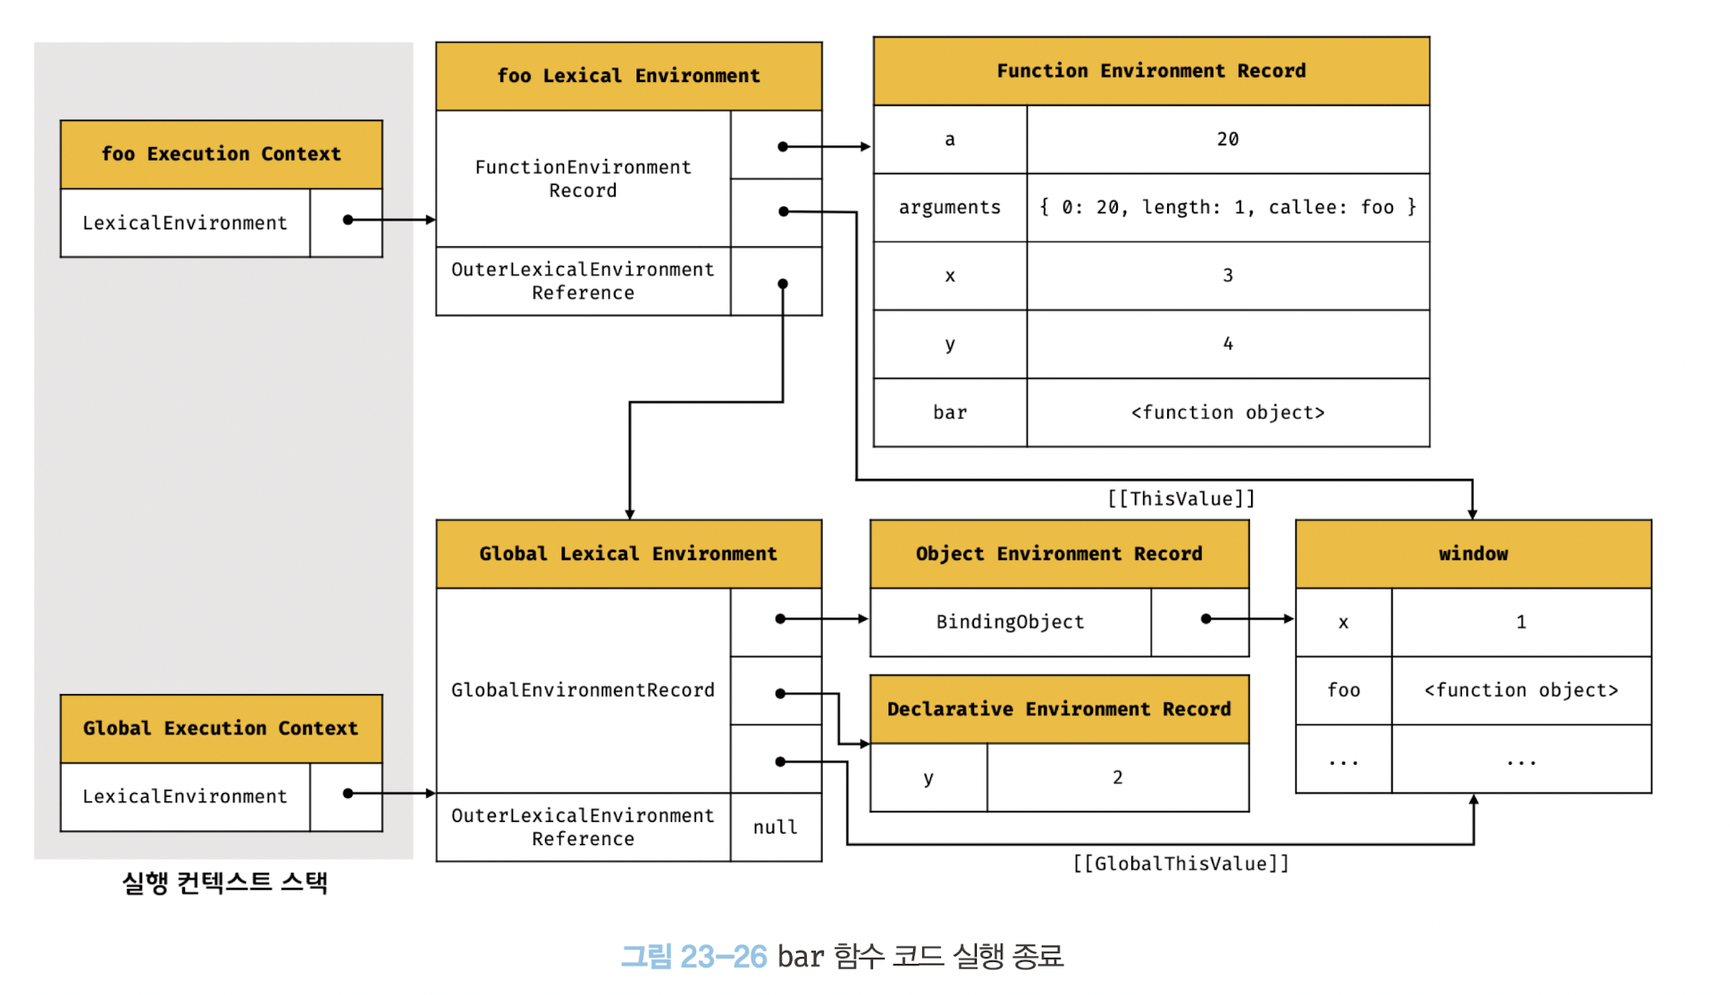 foo Execution Context
LexicalEnvironment
foo Lexical Environment
FunctionEnvironment
Record
OuterLexicalEnvironment
Reference
Function Environment Record
a 20
arguments { 0: 20, length: 1, callee: foo }
x 3
y 4
bar <function object>
[[ThisValue]]
Global Execution Context
LexicalEnvironment
Global Lexical Environment
GlobalEnvironmentRecord
OuterLexicalEnvironment
Reference
null
Object Environment Record
BindingObject
Declarative Environment Record
y 2
window
x 1
foo <function object>
... ...
[[GlobalThisValue]]
실행 컨텍스트 스택
그림 23-26 bar 함수 코드 실행 종료